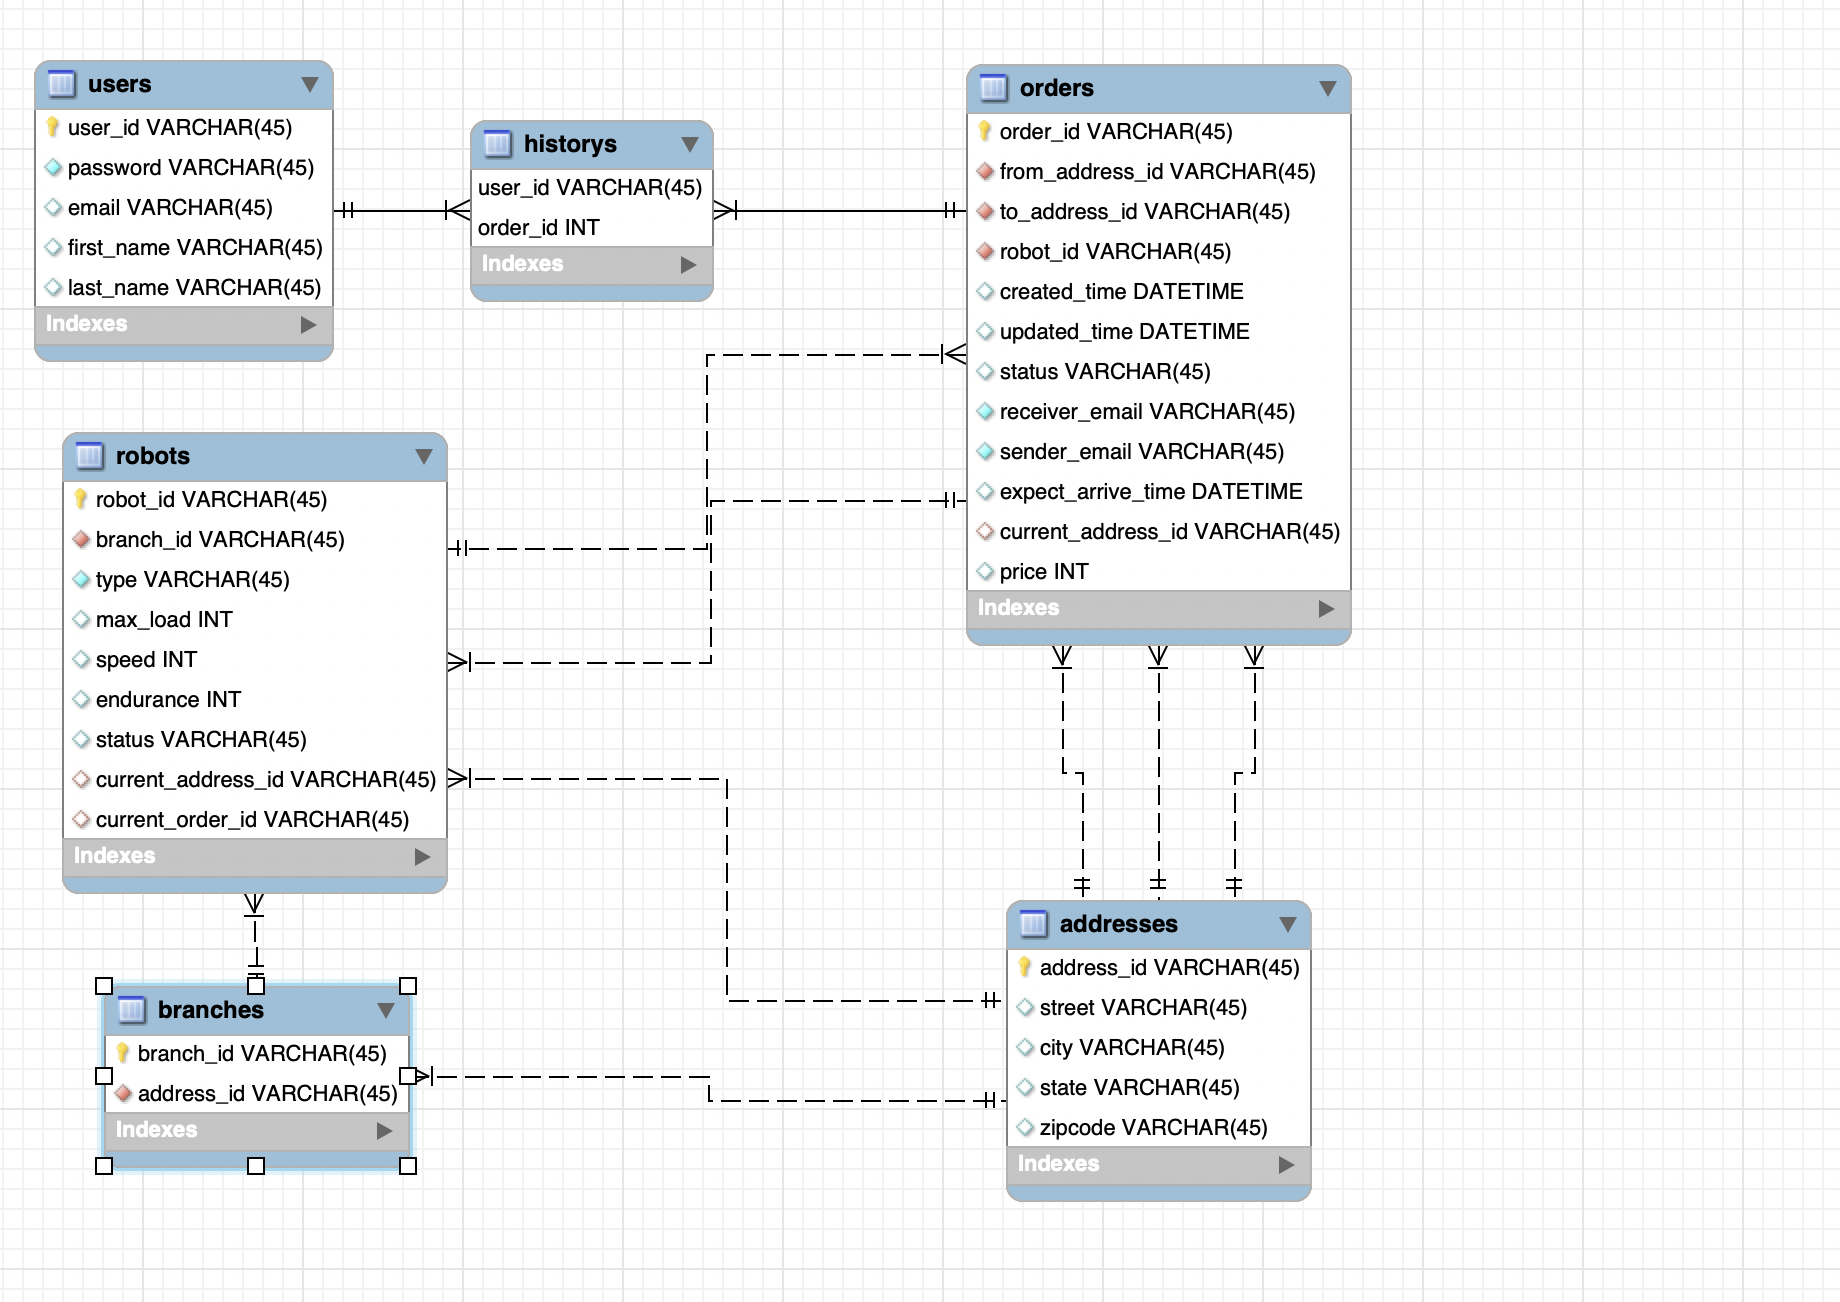 users
user_id VARCHAR(45)
password VARCHAR(45)
email VARCHAR(45)
first_name VARCHAR(45)
last_name VARCHAR(45)
Indexes
historys
user_id VARCHAR(45)
order_id INT
Indexes
orders
order_id VARCHAR(45)
from_address_id VARCHAR(45)
to_address_id VARCHAR(45)
robot_id VARCHAR(45)
created_time DATETIME
updated_time DATETIME
status VARCHAR(45)
receiver_email VARCHAR(45)
sender_email VARCHAR(45)
expect_arrive_time DATETIME
current_address_id VARCHAR(45)
price INT
Indexes
robots
robot_id VARCHAR(45)
branch_id VARCHAR(45)
type VARCHAR(45)
max_load INT
speed INT
endurance INT
status VARCHAR(45)
current_address_id VARCHAR(45)
current_order_id VARCHAR(45)
Indexes
branches
branch_id VARCHAR(45)
address_id VARCHAR(45)
Indexes
addresses
address_id VARCHAR(45)
street VARCHAR(45)
city VARCHAR(45)
state VARCHAR(45)
zipcode VARCHAR(45)
Indexes